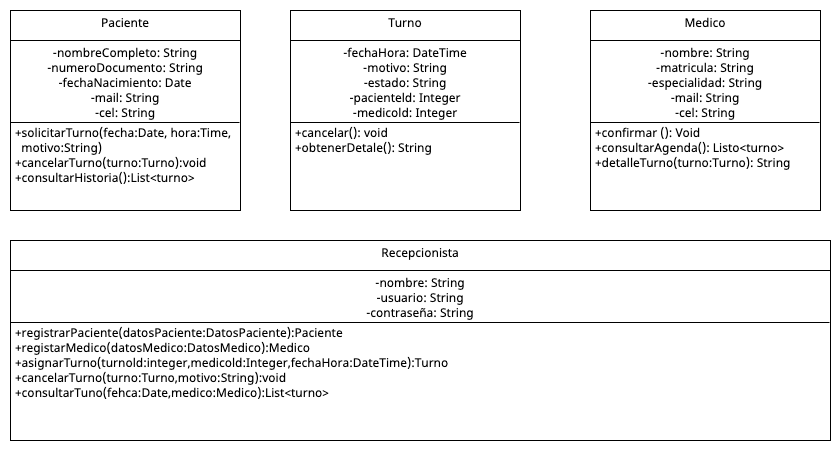 Paciente
-nombreCompleto: String
-numeroDocumento: String
-fechaNacimiento: Date
-mail: String
-cel: String
+solicitarTurno(fecha:Date, hora:Time,
motivo:String)
+cancelarTurno(turno:Turno):void
+consultarHistoria():List<turno>
Turno
-fechaHora: DateTime
-motivo: String
-estado: String
-pacienteId: Integer
-medicoId: Integer
+cancelar(): void
+obtenerDetale(): String
Medico
-nombre: String
-matricula: String
-especialidad: String
-mail: String
-cel: String
+confirmar (): Void
+consultarAgenda(): Listo<turno>
+detalleTurno(turno:Turno): String
Recepcionista
-nombre: String
-usuario: String
-contraseña: String
+registrarPaciente(datosPaciente:DatosPaciente):Paciente
+registarMedico(datosMedico:DatosMedico):Medico
+asignarTurno(turnoId:integer,medicoId:Integer,fechaHora:DateTime):Turno
+cancelarTurno(turno:Turno,motivo:String):void
+consultarTuno(fehca:Date,medico:Medico):List<turno>